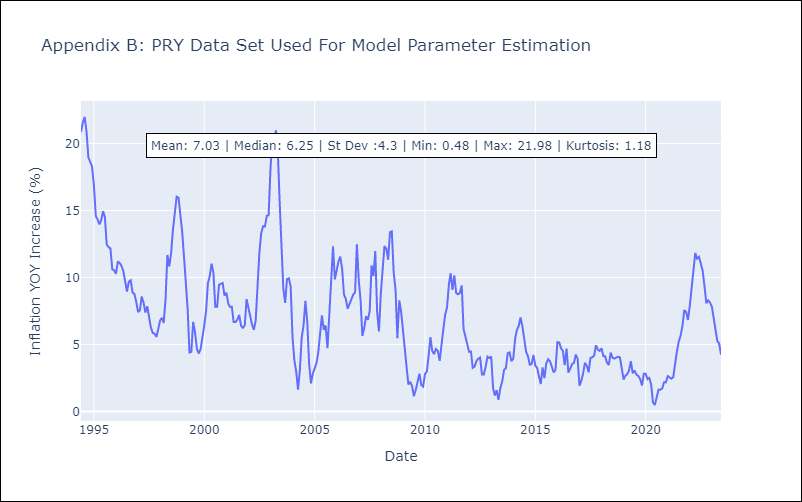 Appendix B: PRY Data Set Used For Model Parameter Estimation
Mean: 7.03 | Median: 6.25 | St Dev :4.3 | Min: 0.48 | Max: 21.98 | Kurtosis: 1.18
Inflation YOY Increase (%)
20
15
10
5
0
1995
2000
2005
2010
2015
2020
Date